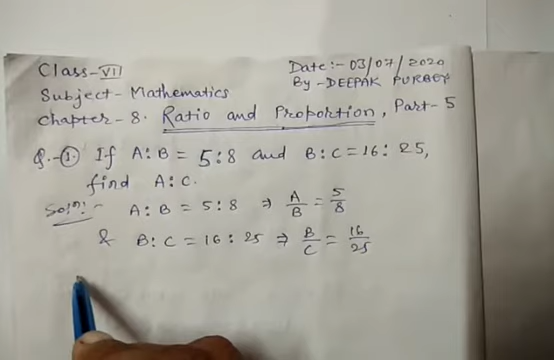 Class-VII
Date:- 03/07/2020
By -DEEPAK PURBEY
Subject- Mathematics
Chapter- 8. Ratio and Proportion, Part- 5
Q.-1. If A:B = 5:8 and B:C=16:25,
find A:C.
Soln:- A:B = 5:8 ⇒ A/B = 5/8
& B:C = 16:25 ⇒ B/C = 16/25